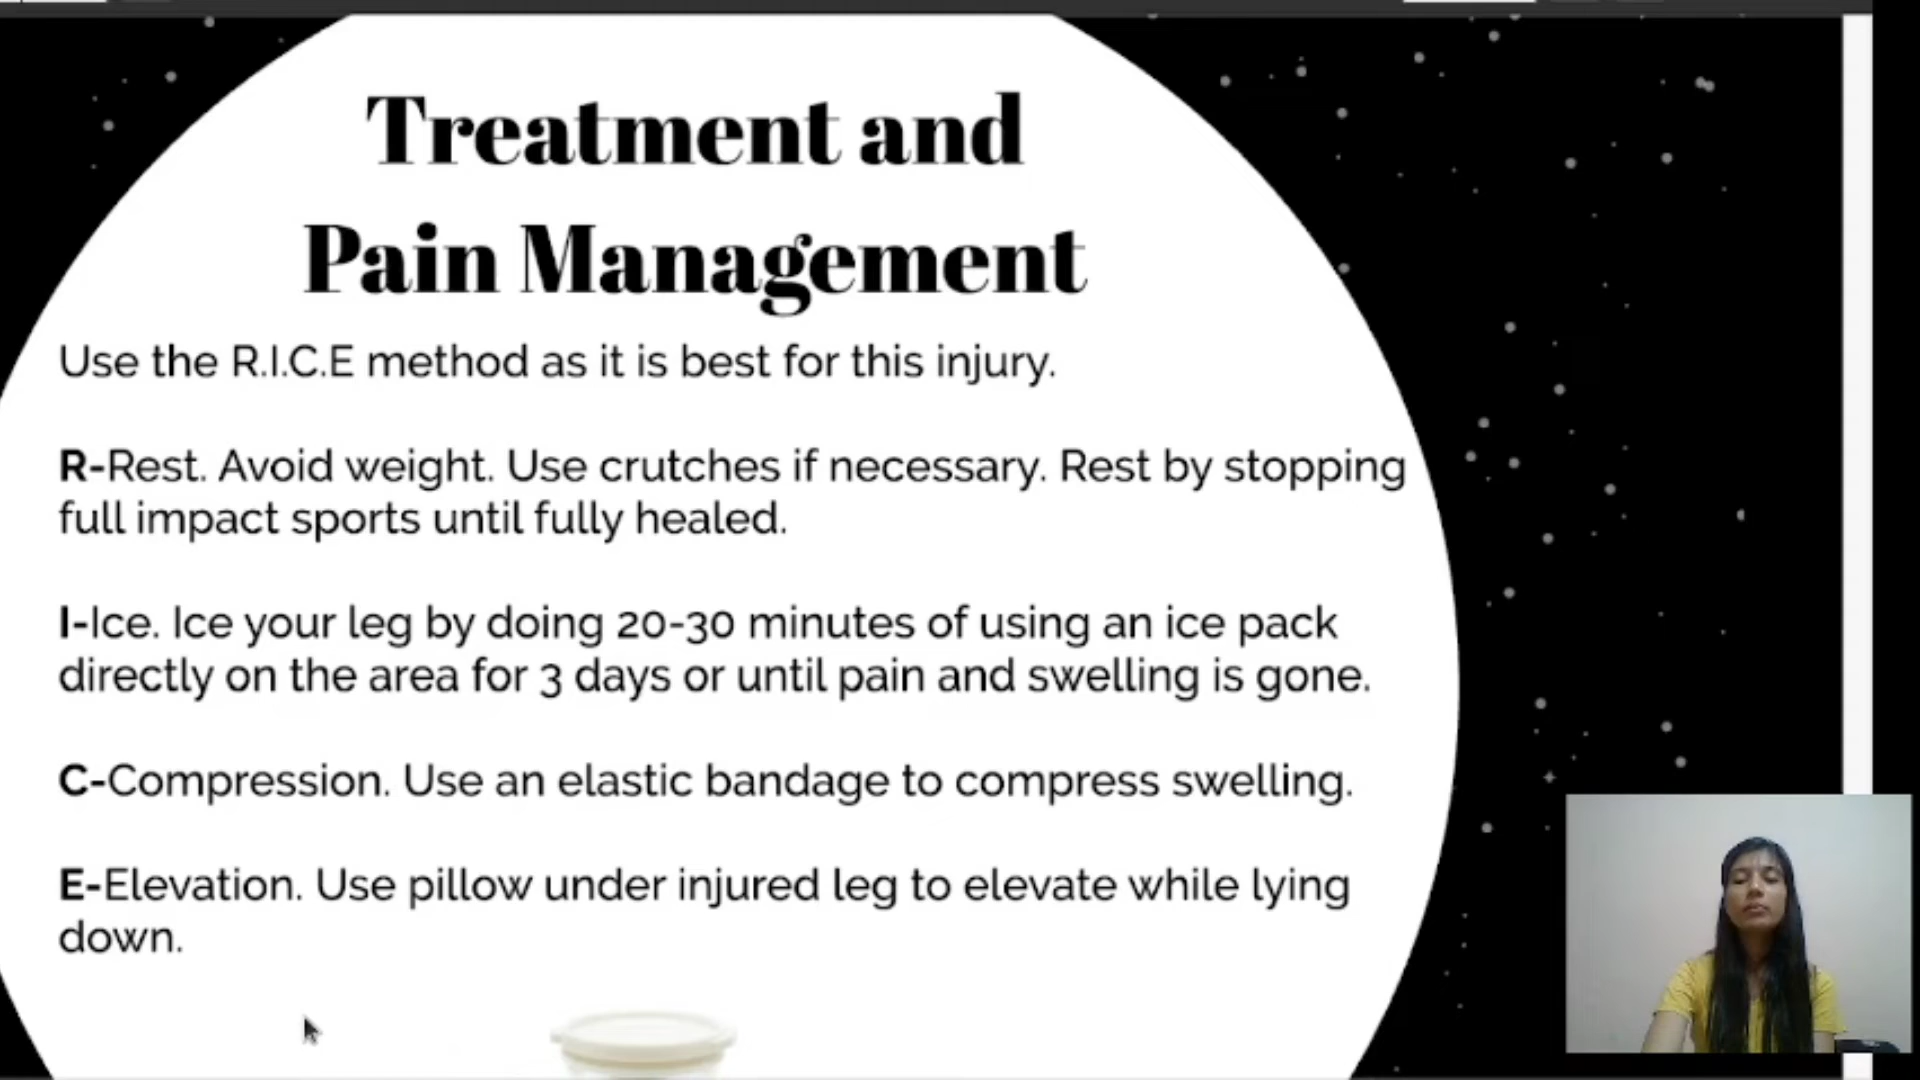 Treatment and
Pain Management
Use the R.I.C.E method as it is best for this injury.
R-Rest. Avoid weight. Use crutches if necessary. Rest by stopping
full impact sports until fully healed.
I-Ice. Ice your leg by doing 20-30 minutes of using an ice pack
directly on the area for 3 days or until pain and swelling is gone.
C-Compression. Use an elastic bandage to compress swelling.
E-Elevation. Use pillow under injured leg to elevate while lying
down.